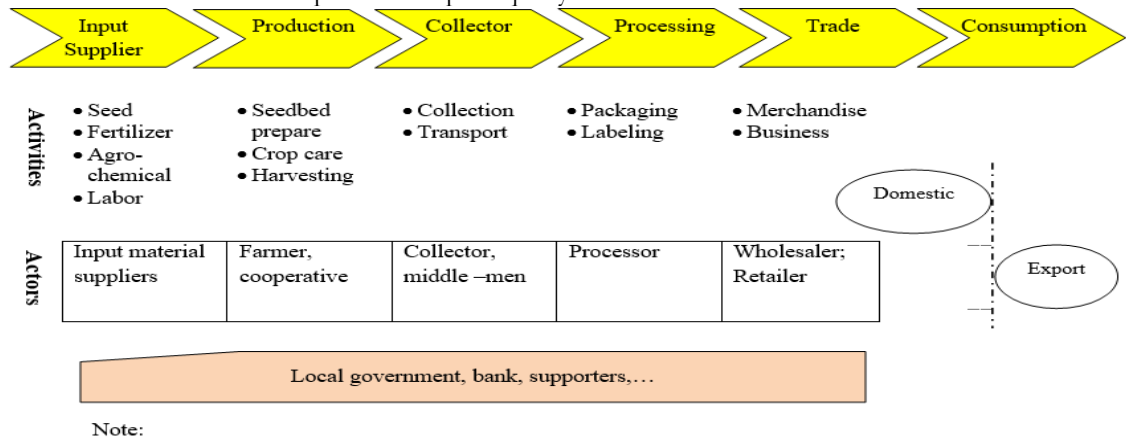 Input
Supplier
Production
Collector
Processing
Trade
Consumption
Activities
• Seed
• Fertilizer
• Agro-
chemical
• Labor
• Seedbed
prepare
• Crop care
• Harvesting
• Collection
• Transport
• Packaging
• Labeling
• Merchandise
• Business
Domestic
Export
Actors
Input material
suppliers
Farmer,
cooperative
Collector,
middle –men
Processor
Wholesaler;
Retailer
Local government, bank, supporters,…
Note: